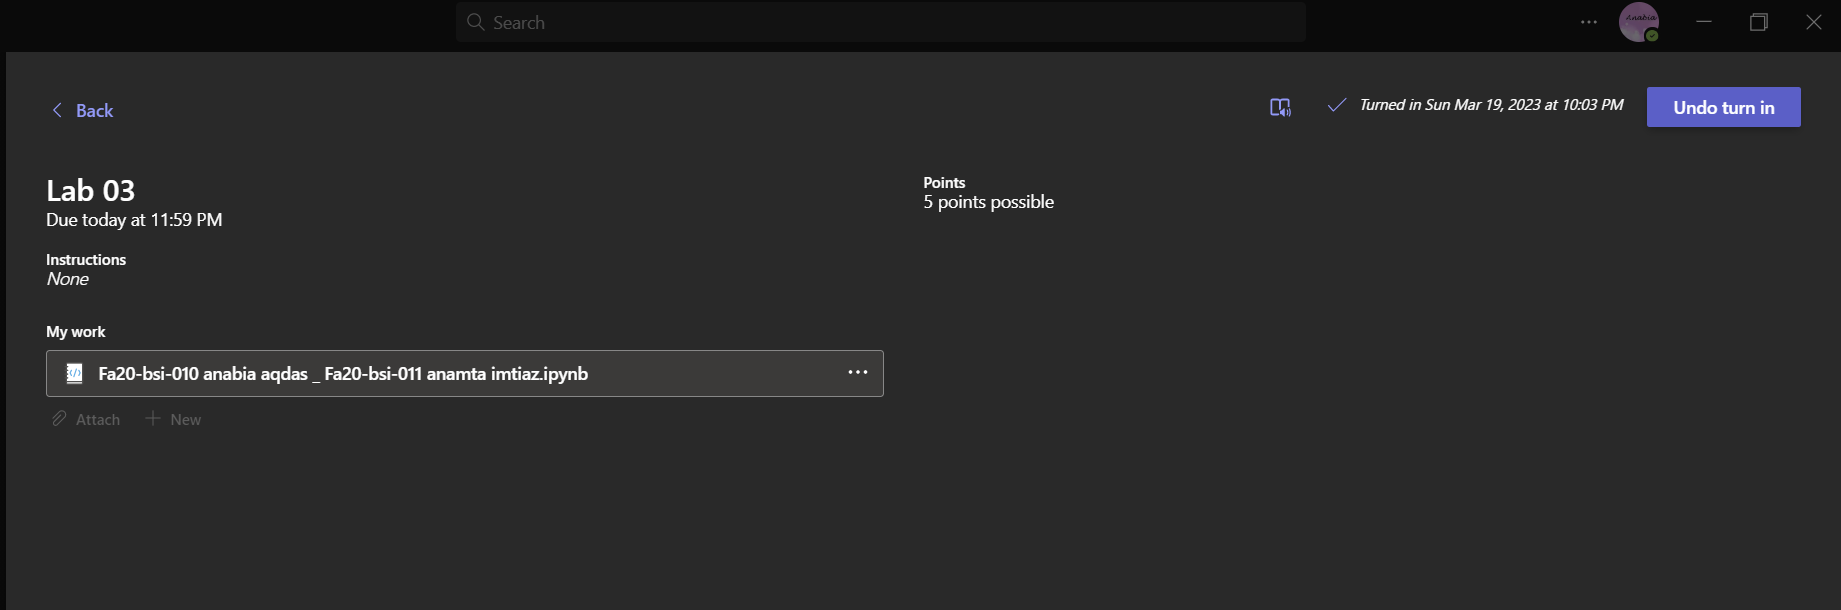 Search
Anabia
Back
Turned in Sun Mar 19, 2023 at 10:03 PM
Undo turn in
Lab 03
Due today at 11:59 PM
Points
5 points possible
Instructions
None
My work
Fa20-bsi-010 anabia aqdas _ Fa20-bsi-011 anamta imtiaz.ipynb
Attach
New